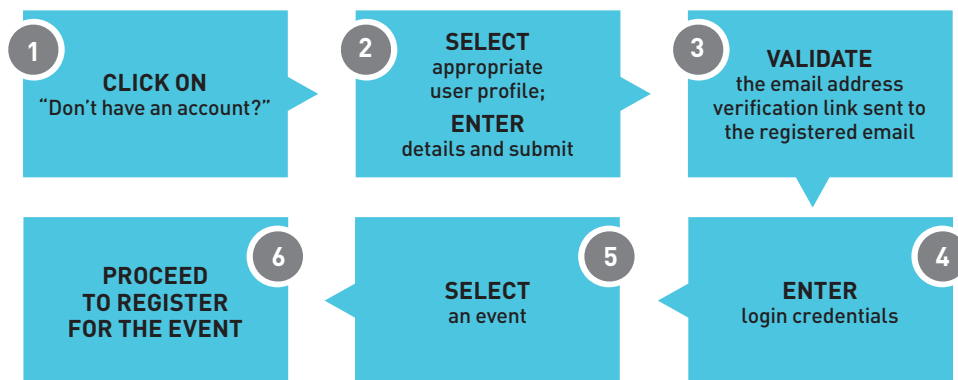 1
CLICK ON
“Don’t have an account?”
2
SELECT
appropriate
user profile;
ENTER
details and submit
3
VALIDATE
the email address
verification link sent to
the registered email
4
ENTER
login credentials
5
SELECT
an event
6
PROCEED
TO REGISTER
FOR THE EVENT